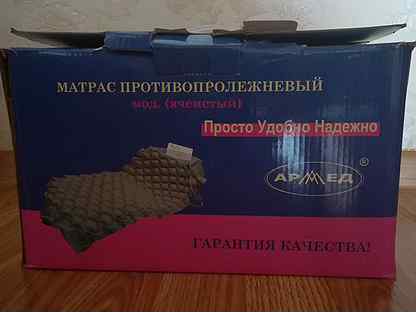 МАТРАС ПРОТИВОПРОЛЕЖНЕВЫЙ
мод. (ячеистый)
Просто Удобно Надежно
АРМЕД ®
ГАРАНТИЯ КАЧЕСТВА!